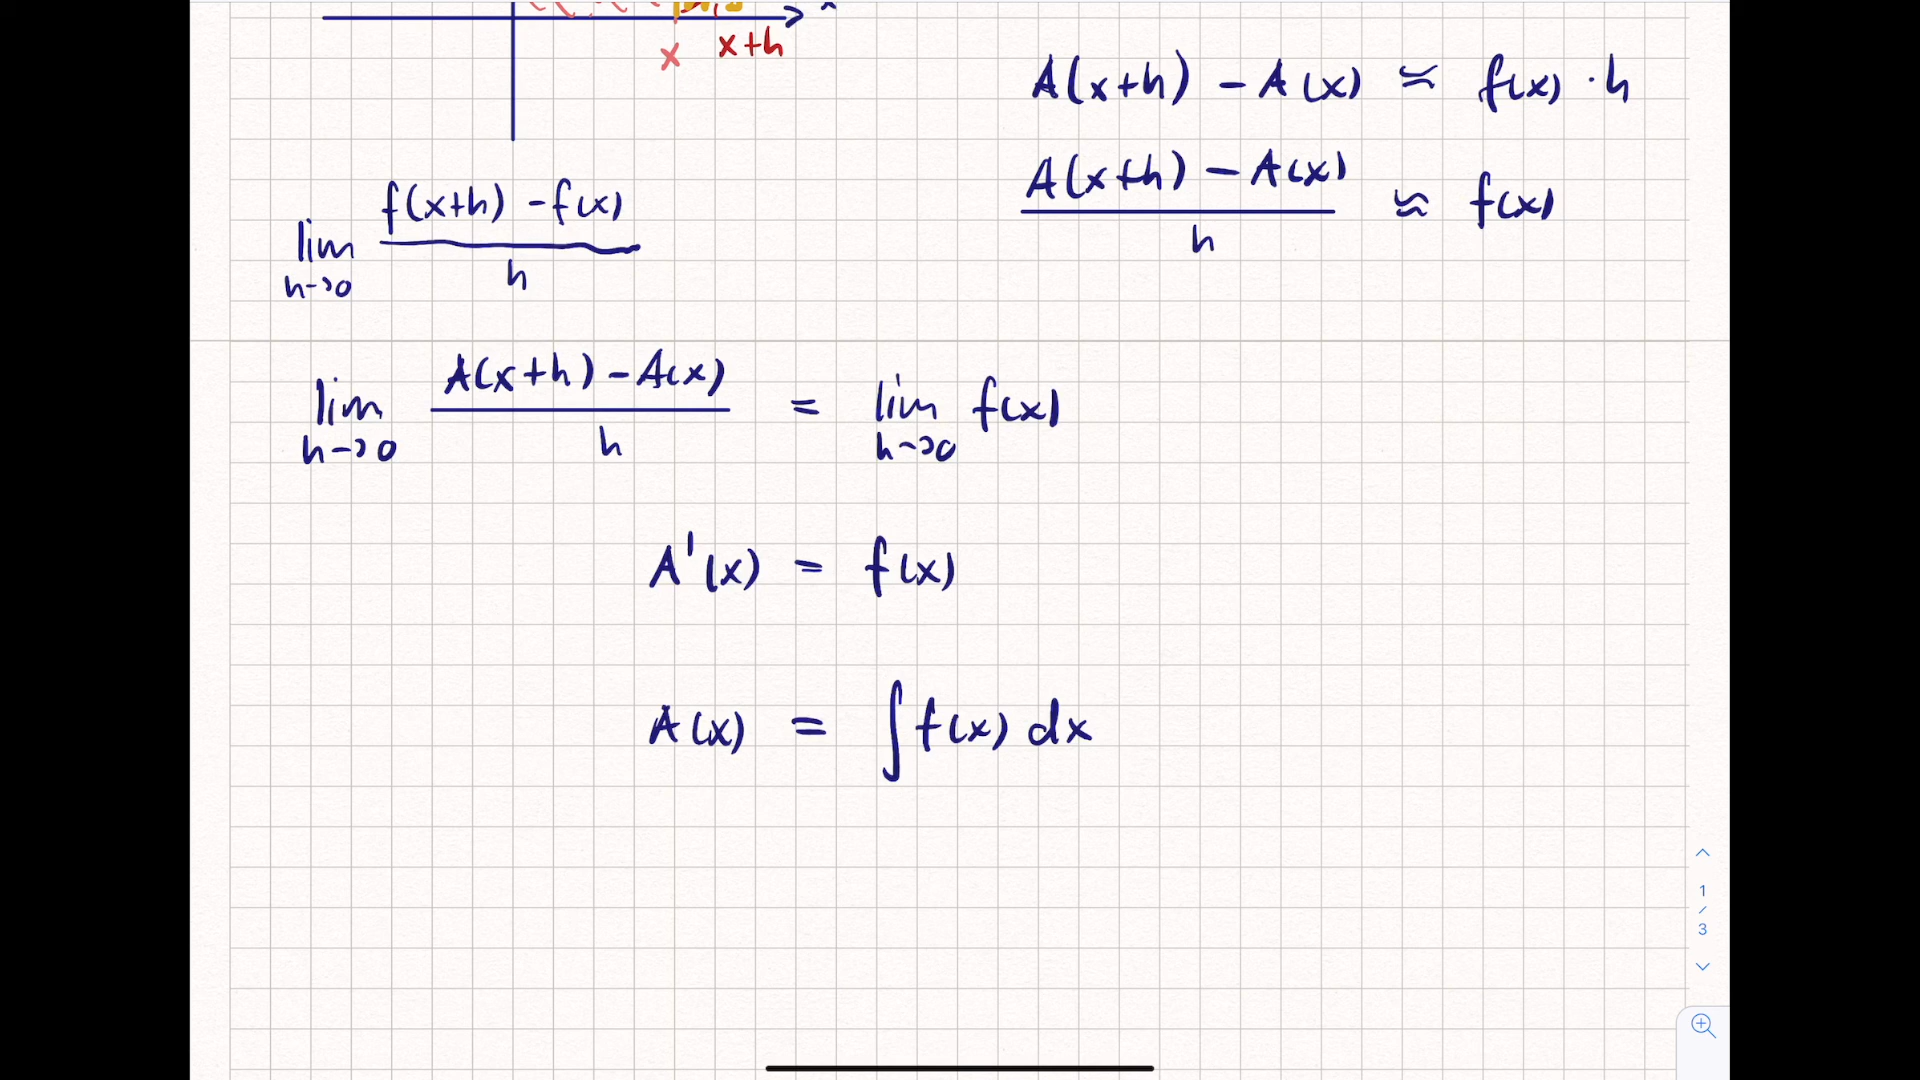 x x+h
A(x+h) - A(x) ≈ f(x) · h
A(x+h) - A(x)
h
≈ f(x)
lim
h→0
f(x+h) - f(x)
h
lim
h→0
A(x+h) - A(x)
h
= lim f(x)
h→0
A'(x) = f(x)
A(x) = ∫ f(x) dx
1
/
3